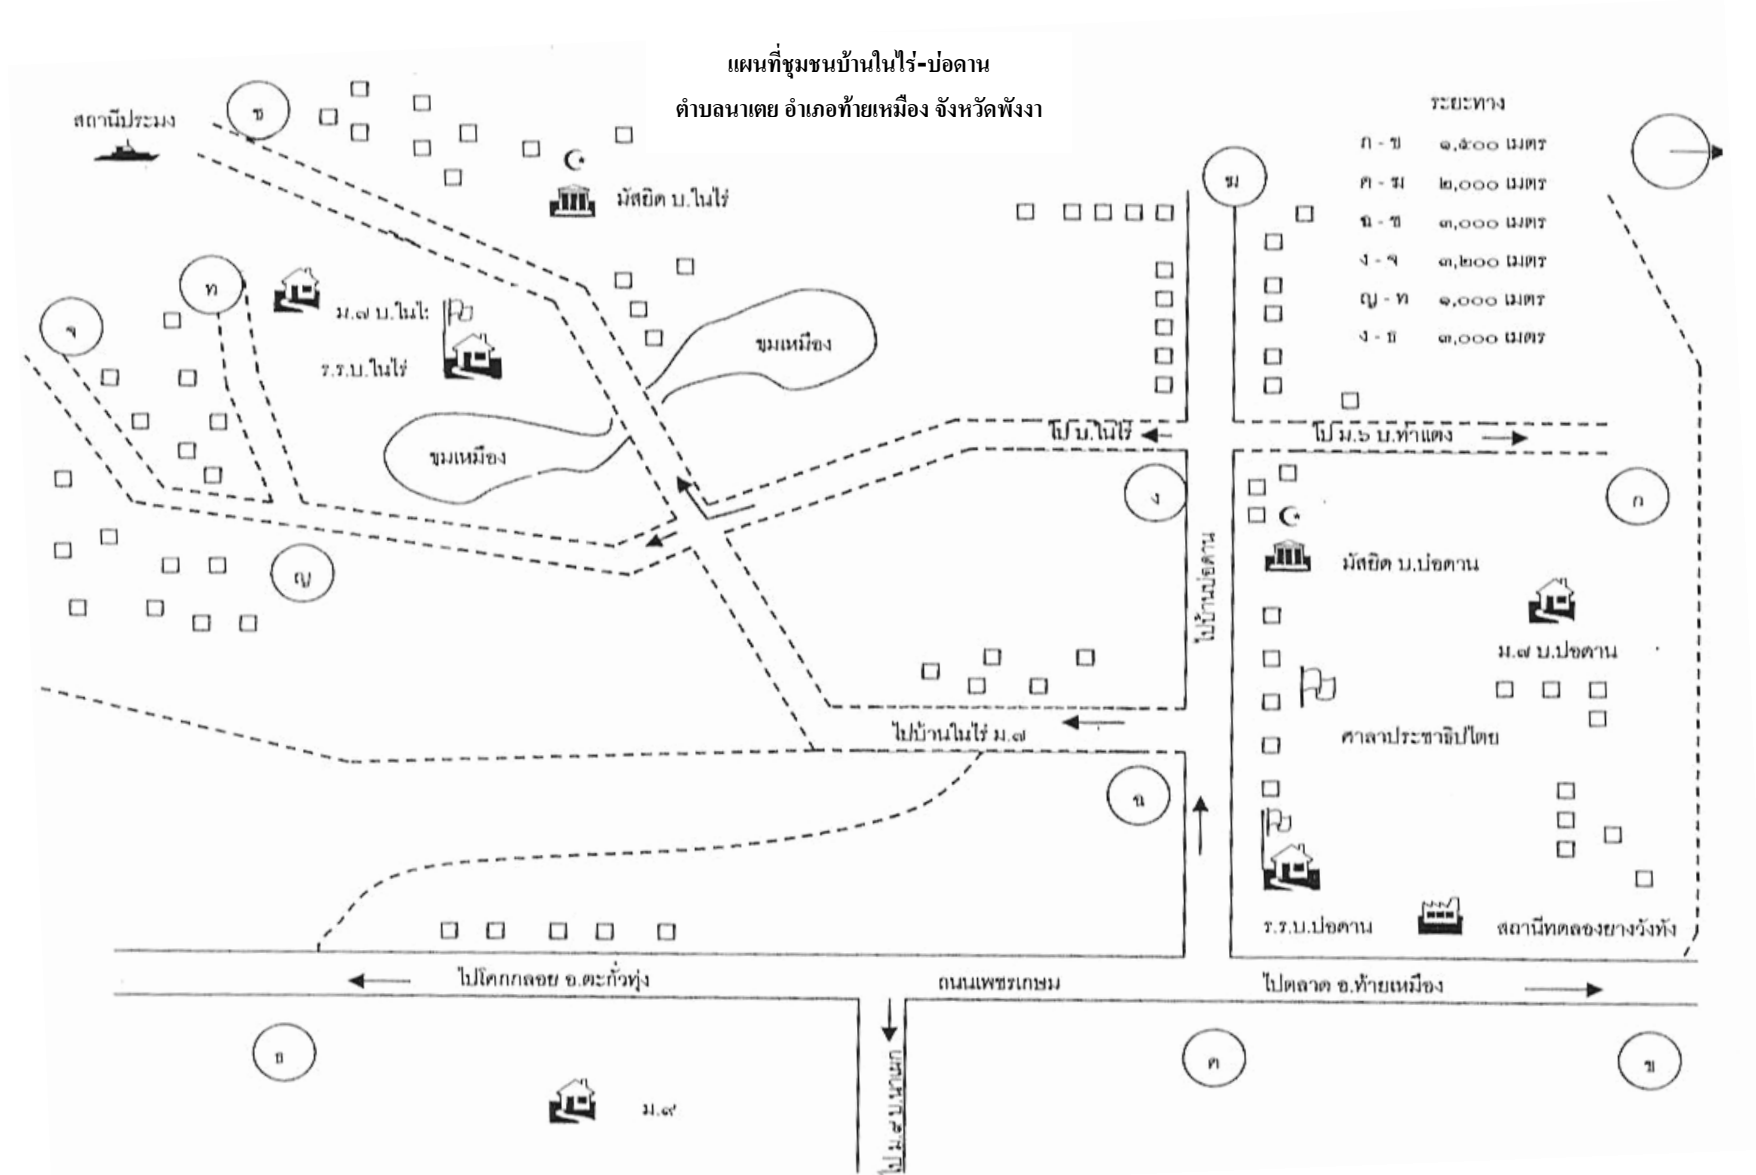 แผนที่ชุมชนบ้านในไร่-บ่อดาน
ตำบลนาเตย อำเภอท้ายเหมือง จังหวัดพังงา
ระยะทาง
ก - ข ๑,๕๐๐ เมตร
ค - ฆ ๒,๐๐๐ เมตร
ฉ - ช ๓,๐๐๐ เมตร
ง - จ ๓,๒๐๐ เมตร
ญ - ท ๑,๐๐๐ เมตร
ง - ธ ๓,๐๐๐ เมตร
สถานีประมง
ช
ฆ
มัสยิด บ.ในไร่
ท
ม.๗ บ.ในไ
จ
ร.ร.บ.ในไร่
ขุมเหมือง
ขุมเหมือง
ไป บ.ในไร่
ไป ม.๖ บ.ท่าแตง
ง
ก
ไปบ้านบ่อดาน
มัสยิด บ.บ่อดาน
ญ
ม.๗ บ.บ่อดาน
ไปบ้านในไร่ ม.๗
ศาลาประชาธิปไตย
ฉ
ร.ร.บ.บ่อดาน
สถานีทดลองยางวังทัง
ไปโคกกลอย อ.ตะกั่วทุ่ง
ถนนเพชรเกษม
ไปตลาด อ.ท้ายเหมือง
ธ
ค
ข
ม.๙
ไป ม.๙ บ.นาแฝก